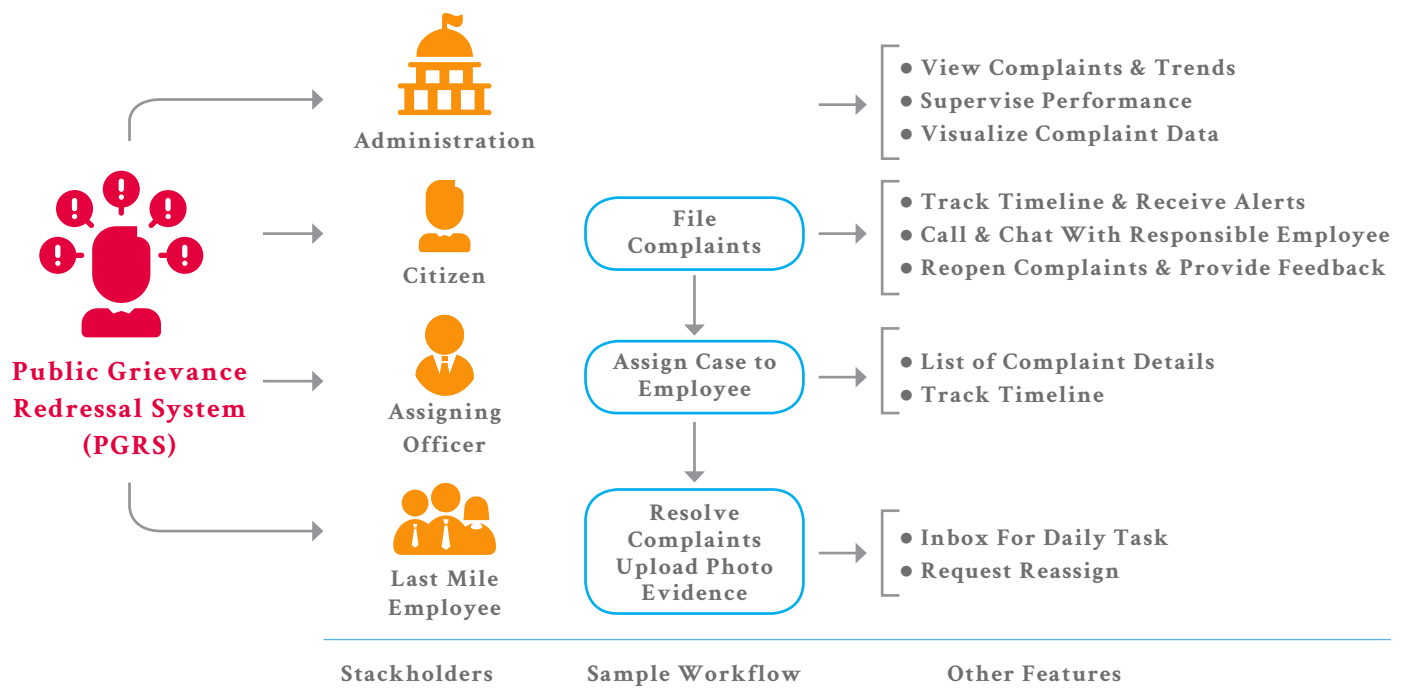 Administration
● View Complaints & Trends
● Supervise Performance
● Visualize Complaint Data
Public Grievance
Redressal System
(PGRS)
Citizen
File
Complaints
● Track Timeline & Receive Alerts
● Call & Chat With Responsible Employee
● Reopen Complaints & Provide Feedback
Assigning
Officer
Assign Case to
Employee
● List of Complaint Details
● Track Timeline
Last Mile
Employee
Resolve
Complaints
Upload Photo
Evidence
● Inbox For Daily Task
● Request Reassign
Stackholders
Sample Workflow
Other Features